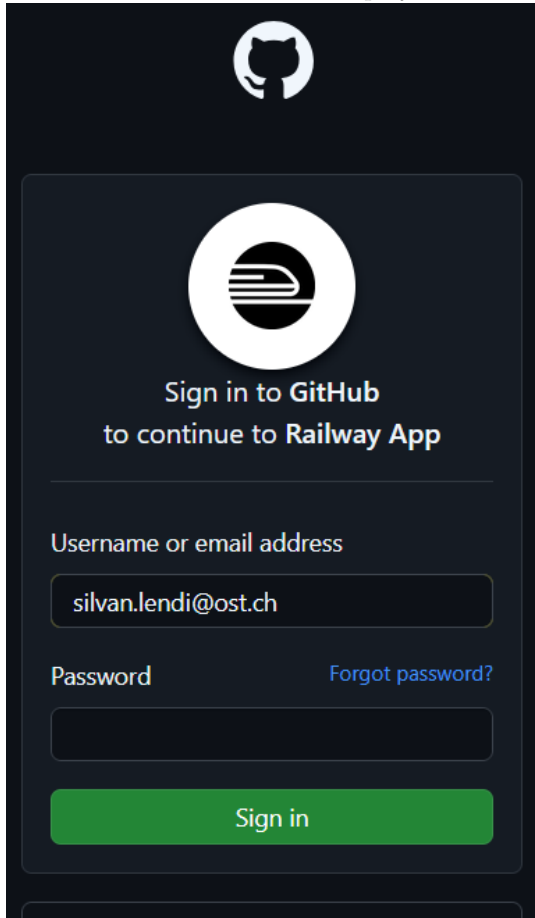 Sign in to GitHub
to continue to Railway App
Username or email address
silvan.lendi@ost.ch
Password Forgot password?
Sign in